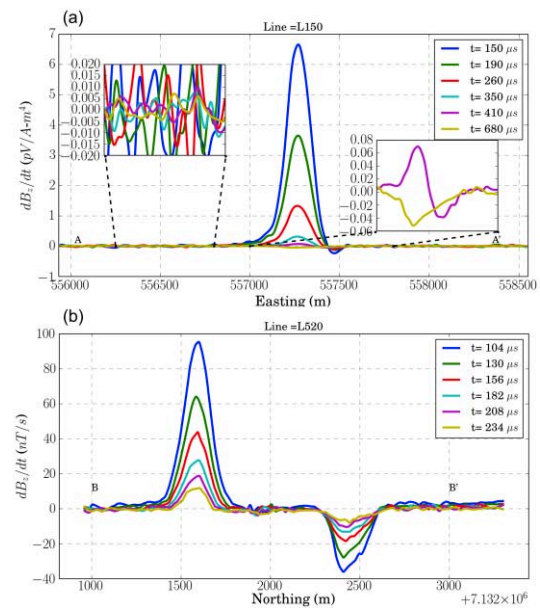 (a)
Line =L150
7
6
5
4
3
2
1
0
−1
dB_z/dt (pV/A-m⁴)
0.020
0.015
0.010
0.005
0.000
−0.005
−0.010
−0.015
−0.020
t= 150 μs
t= 190 μs
t= 260 μs
t= 350 μs
t= 410 μs
t= 680 μs
0.08
0.06
0.04
0.02
0.00
−0.02
−0.04
−0.06
A
A'
556000 556500 557000 557500 558000 558500
Easting (m)
(b)
Line =L520
100
80
60
40
20
0
−20
−40
dB_z/dt (nT/s)
t= 104 μs
t= 130 μs
t= 156 μs
t= 182 μs
t= 208 μs
t= 234 μs
B
B'
1000 1500 2000 2500 3000
Northing (m)
+7.132×10⁶